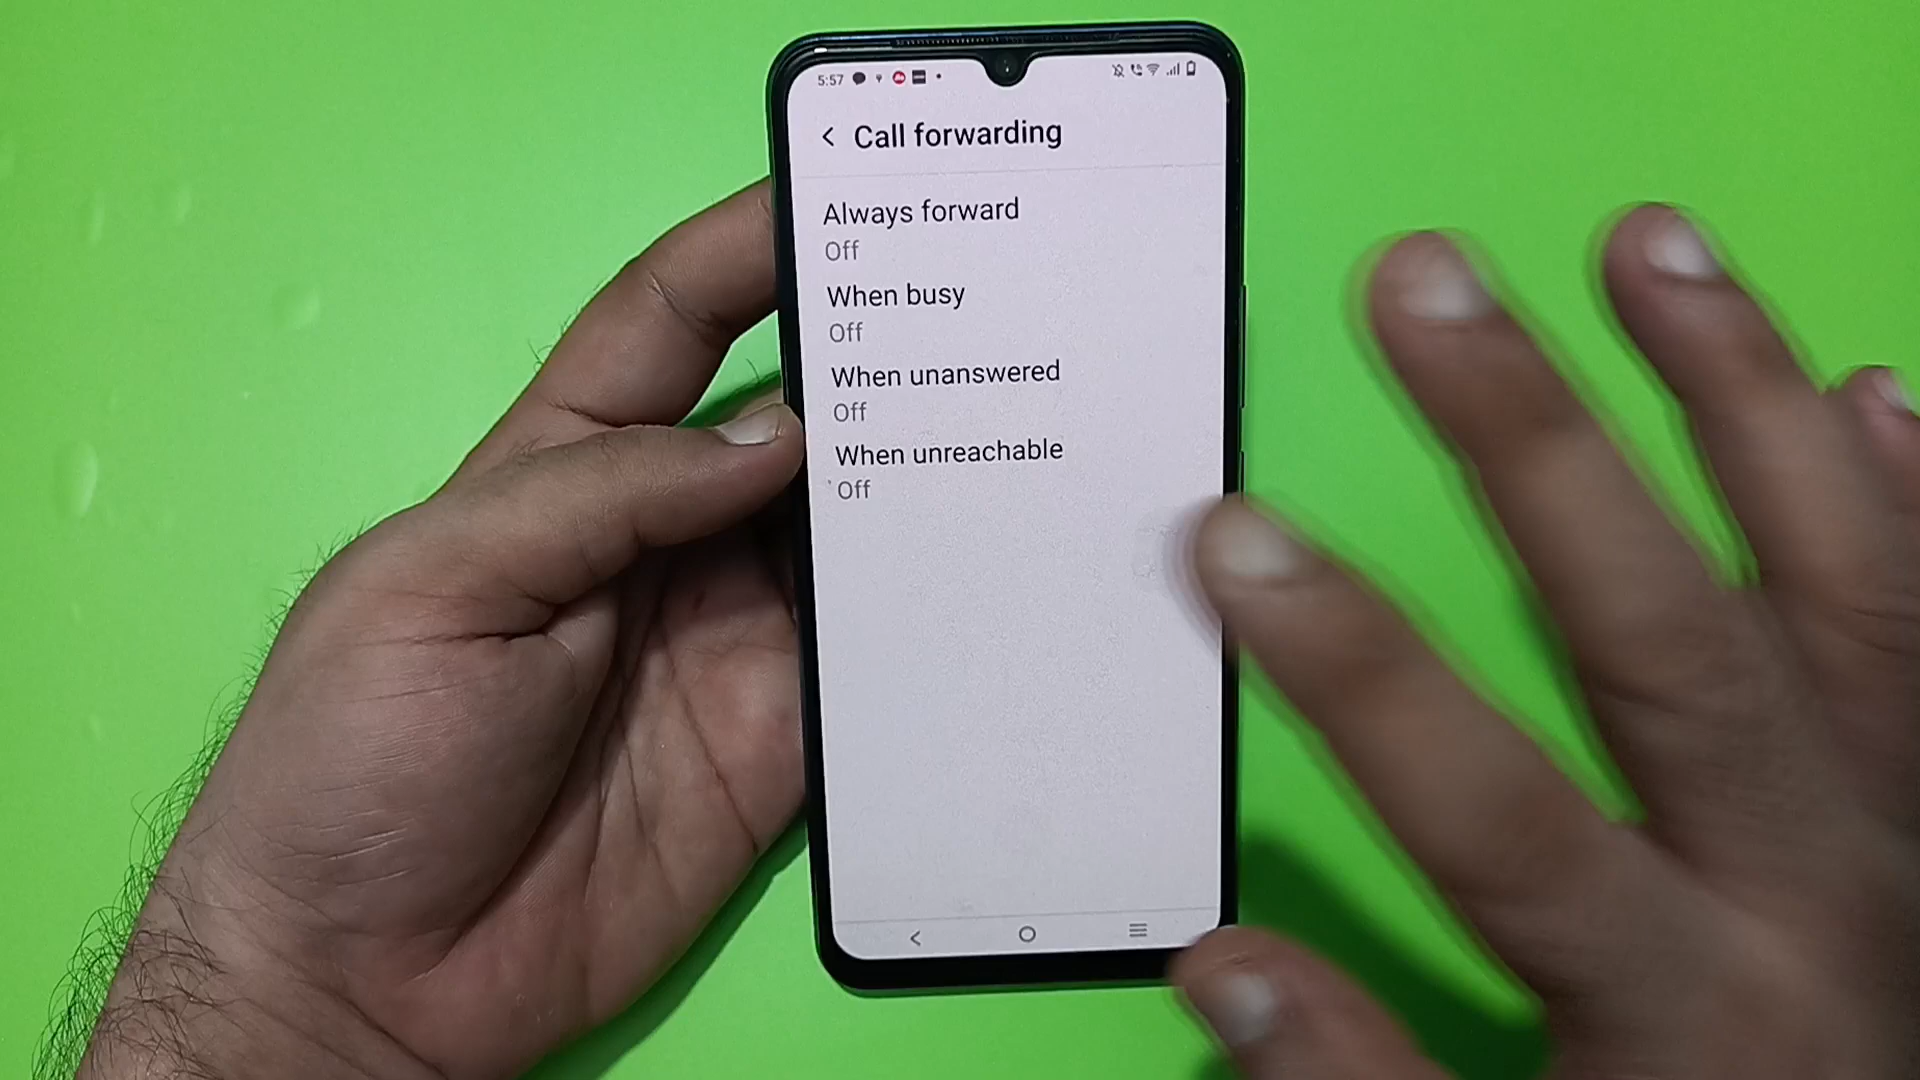 5:57
Call forwarding
Always forward
Off
When busy
Off
When unanswered
Off
When unreachable
Off